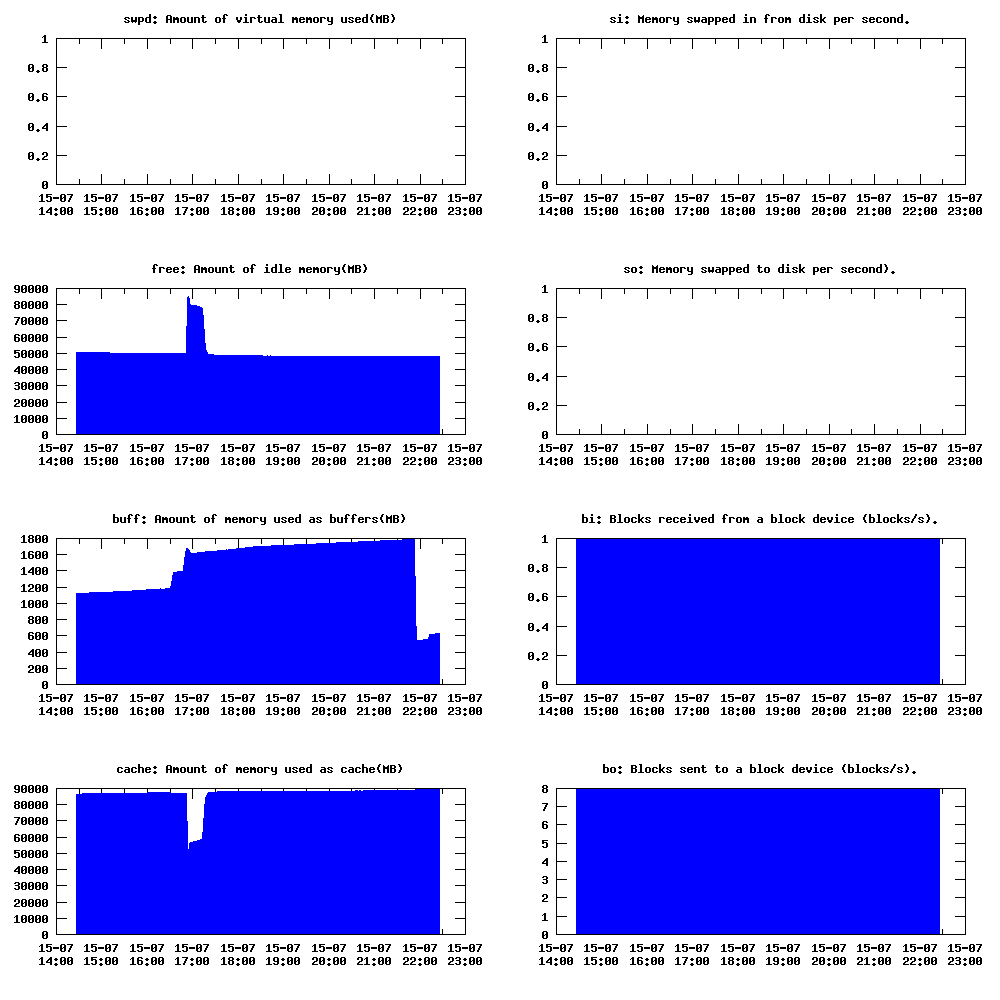 swpd: Amount of virtual memory used(MB)
1
0.8
0.6
0.4
0.2
0
15-07 15-07 15-07 15-07 15-07 15-07 15-07 15-07 15-07 15-07
14:00 15:00 16:00 17:00 18:00 19:00 20:00 21:00 22:00 23:00
si: Memory swapped in from disk per second.
1
0.8
0.6
0.4
0.2
0
15-07 15-07 15-07 15-07 15-07 15-07 15-07 15-07 15-07 15-07
14:00 15:00 16:00 17:00 18:00 19:00 20:00 21:00 22:00 23:00
free: Amount of idle memory(MB)
90000
80000
70000
60000
50000
40000
30000
20000
10000
0
15-07 15-07 15-07 15-07 15-07 15-07 15-07 15-07 15-07 15-07
14:00 15:00 16:00 17:00 18:00 19:00 20:00 21:00 22:00 23:00
so: Memory swapped to disk per second).
1
0.8
0.6
0.4
0.2
0
15-07 15-07 15-07 15-07 15-07 15-07 15-07 15-07 15-07 15-07
14:00 15:00 16:00 17:00 18:00 19:00 20:00 21:00 22:00 23:00
buff: Amount of memory used as buffers(MB)
1800
1600
1400
1200
1000
800
600
400
200
0
15-07 15-07 15-07 15-07 15-07 15-07 15-07 15-07 15-07 15-07
14:00 15:00 16:00 17:00 18:00 19:00 20:00 21:00 22:00 23:00
bi: Blocks received from a block device (blocks/s).
1
0.8
0.6
0.4
0.2
0
15-07 15-07 15-07 15-07 15-07 15-07 15-07 15-07 15-07 15-07
14:00 15:00 16:00 17:00 18:00 19:00 20:00 21:00 22:00 23:00
cache: Amount of memory used as cache(MB)
90000
80000
70000
60000
50000
40000
30000
20000
10000
0
15-07 15-07 15-07 15-07 15-07 15-07 15-07 15-07 15-07 15-07
14:00 15:00 16:00 17:00 18:00 19:00 20:00 21:00 22:00 23:00
bo: Blocks sent to a block device (blocks/s).
8
7
6
5
4
3
2
1
0
15-07 15-07 15-07 15-07 15-07 15-07 15-07 15-07 15-07 15-07
14:00 15:00 16:00 17:00 18:00 19:00 20:00 21:00 22:00 23:00